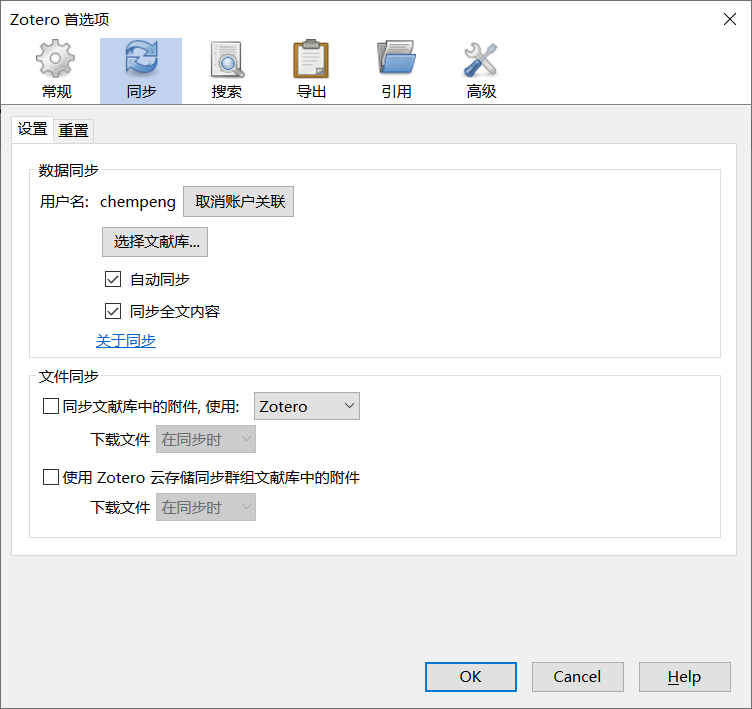 Zotero 首选项
常规 同步 搜索 导出 引用 高级
设置 重置
数据同步
用户名: chempeng 取消账户关联
选择文献库...
自动同步
同步全文内容
关于同步
文件同步
同步文献库中的附件, 使用: Zotero
下载文件 在同步时
使用 Zotero 云存储同步群组文献库中的附件
下载文件 在同步时
OK Cancel Help